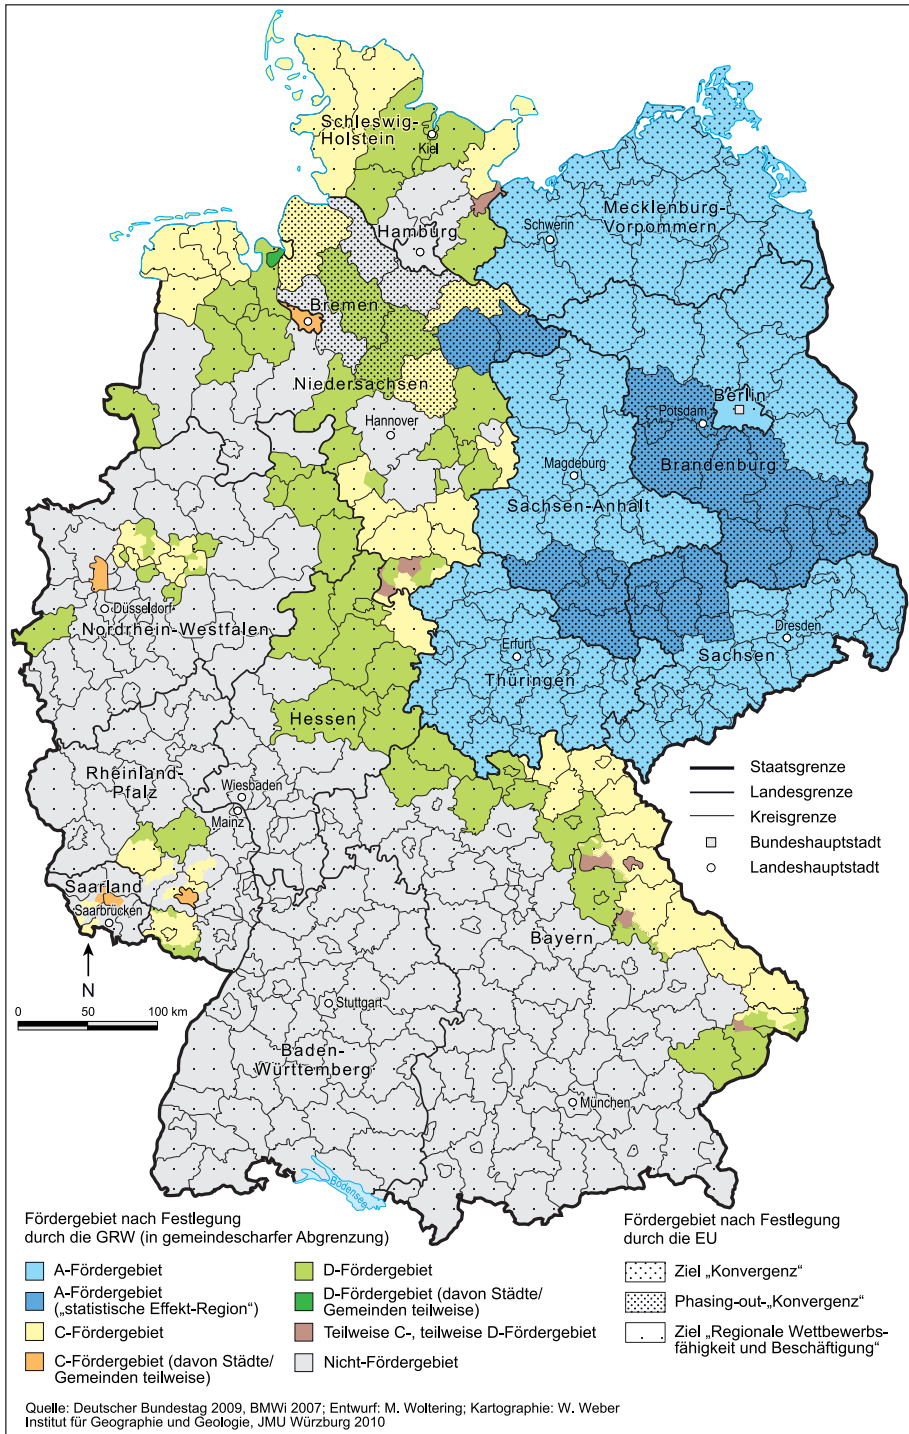 Schleswig-
Holstein
Kiel
Mecklenburg-
Vorpommern
Schwerin
Hamburg
Bremen
Niedersachsen
Hannover
Berlin
Potsdam
Brandenburg
Magdeburg
Sachsen-Anhalt
Düsseldorf
Nordrhein-Westfalen
Dresden
Sachsen
Erfurt
Thüringen
Hessen
Rheinland-
Pfalz
Wiesbaden
Mainz
Saarland
Saarbrücken
Bayern
Stuttgart
Baden-
Württemberg
München
Bodensee
Staatsgrenze
Landesgrenze
Kreisgrenze
Bundeshauptstadt
Landeshauptstadt
N
0 50 100 km
Fördergebiet nach Festlegung
durch die GRW (in gemeindescharfer Abgrenzung)
A-Fördergebiet
A-Fördergebiet
(„statistische Effekt-Region“)
C-Fördergebiet
C-Fördergebiet (davon Städte/
Gemeinden teilweise)
D-Fördergebiet
D-Fördergebiet (davon Städte/
Gemeinden teilweise)
Teilweise C-, teilweise D-Fördergebiet
Nicht-Fördergebiet
Fördergebiet nach Festlegung
durch die EU
Ziel „Konvergenz“
Phasing-out-„Konvergenz“
Ziel „Regionale Wettbewerbs-
fähigkeit und Beschäftigung“
Quelle: Deutscher Bundestag 2009, BMWi 2007; Entwurf: M. Woltering; Kartographie: W. Weber
Institut für Geographie und Geologie, JMU Würzburg 2010